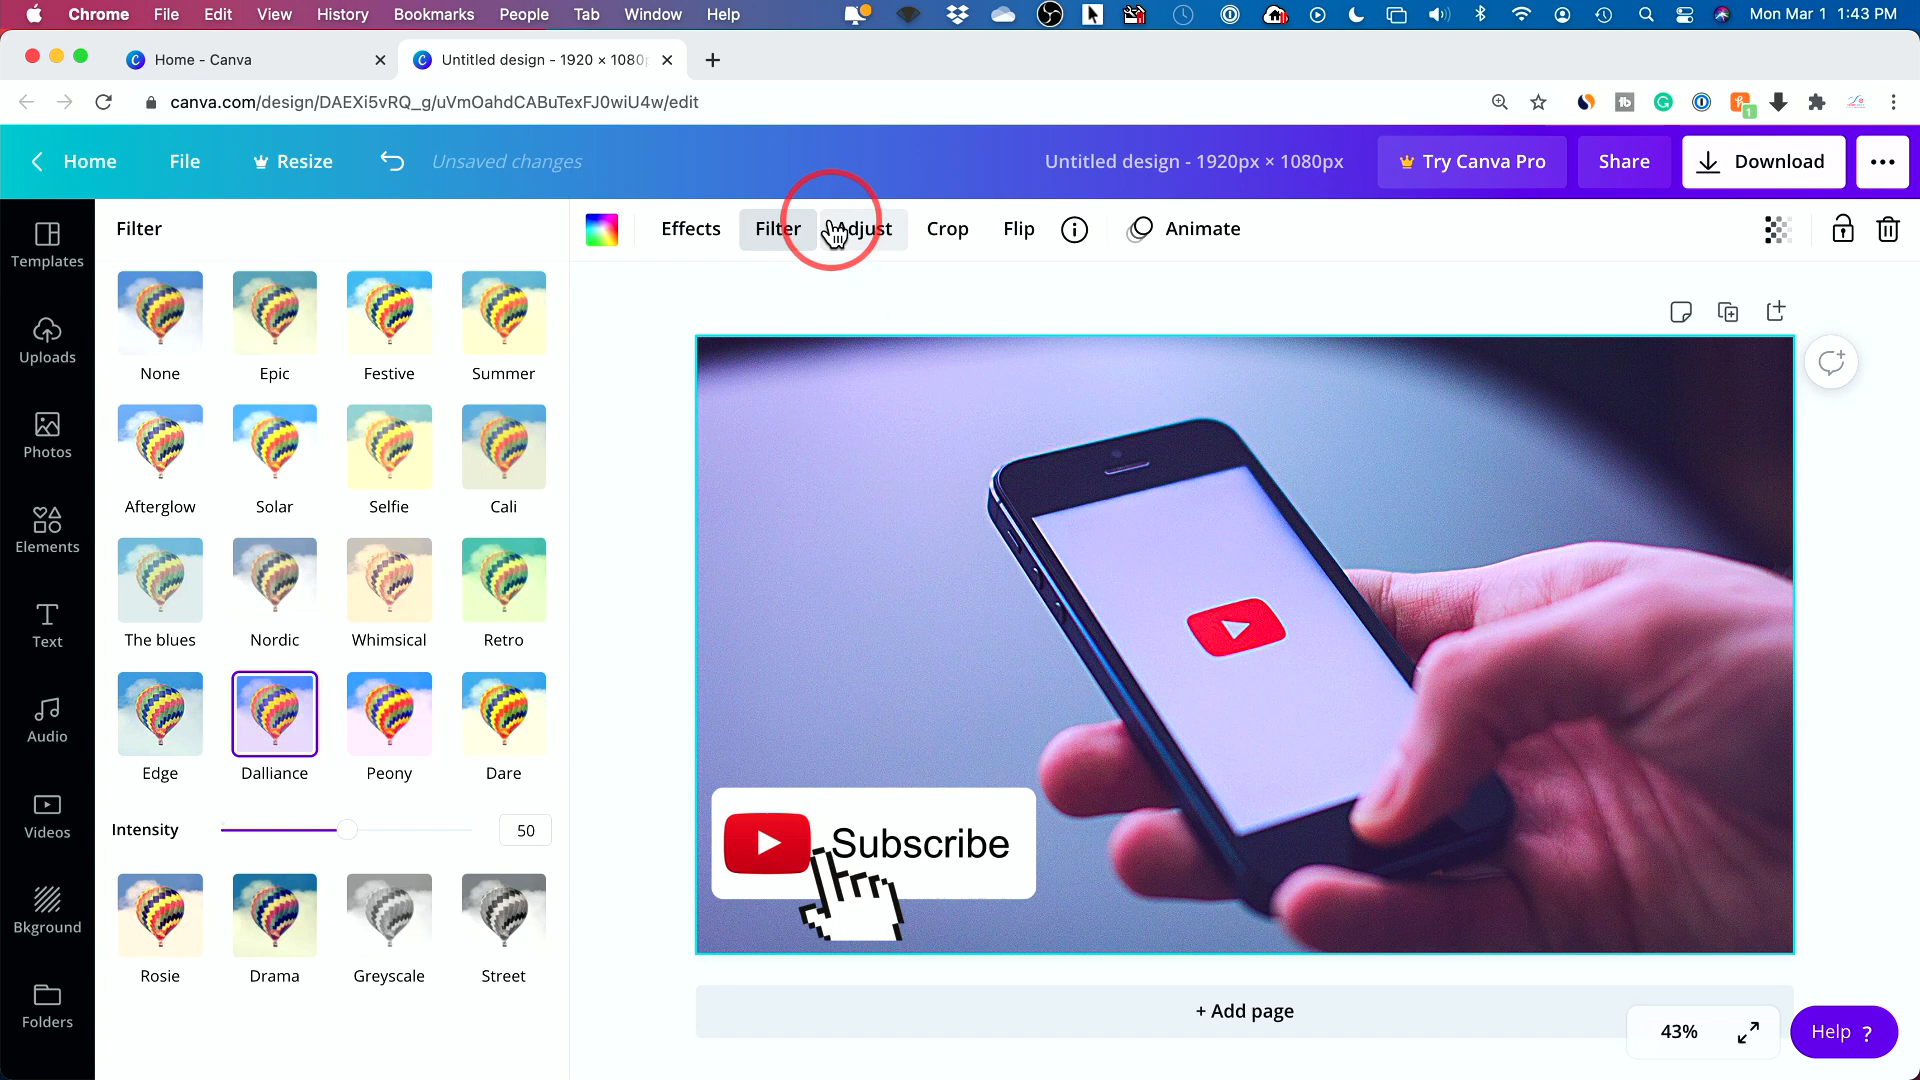 Chrome File Edit View History Bookmarks People Tab Window Help Mon Mar 1 1:43 PM
Home - Canva Untitled design - 1920 × 1080
canva.com/design/DAEXi5vRQ_g/uVmOahdCABuTexFJ0wiU4w/edit
Home File Resize Unsaved changes Untitled design - 1920px × 1080px Try Canva Pro Share Download
Filter Effects Filter Adjust Crop Flip Animate
Templates
Uploads
Photos
Elements
Text
Audio
Videos
Bkground
Folders
None Epic Festive Summer
Afterglow Solar Selfie Cali
The blues Nordic Whimsical Retro
Edge Dalliance Peony Dare
Intensity 50
Rosie Drama Greyscale Street
Subscribe
+ Add page
43% Help ?